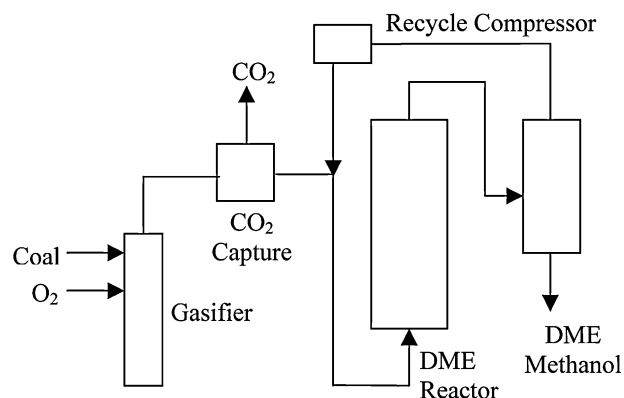 Recycle Compressor
CO₂
CO₂
Capture
Coal
O₂
Gasifier
DME
Reactor
DME
Methanol